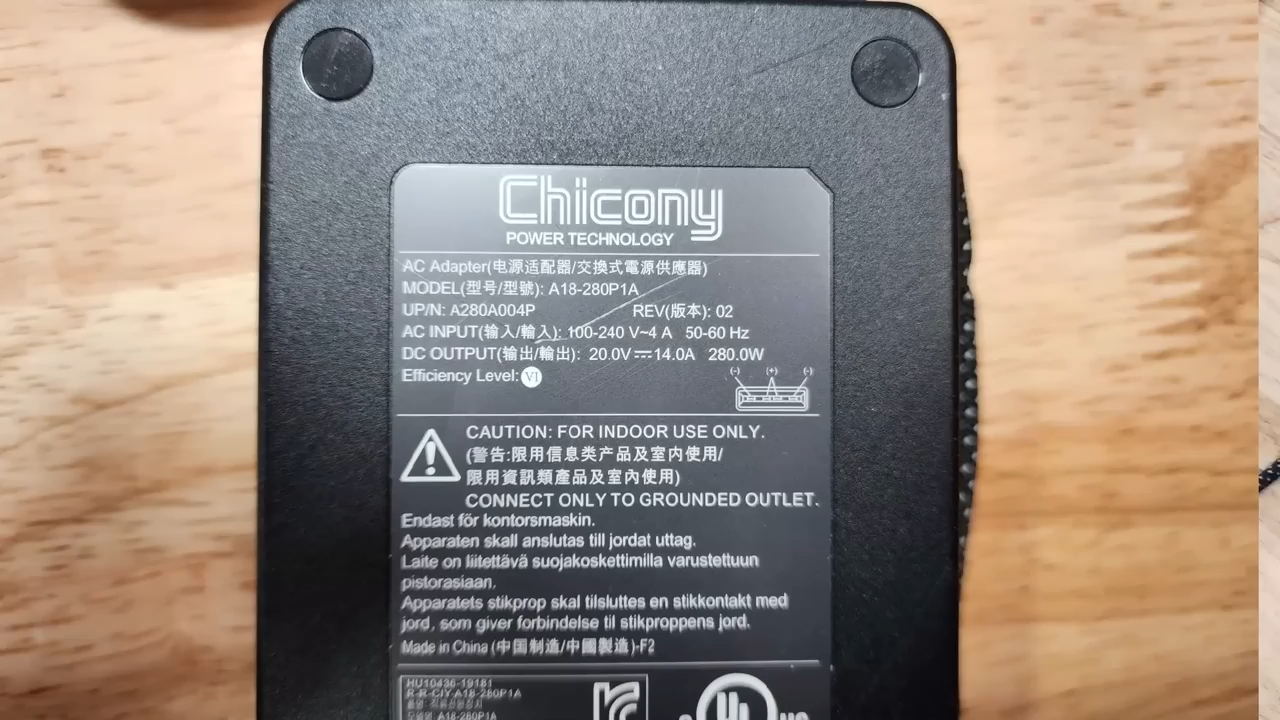 Chicony
POWER TECHNOLOGY
AC Adapter(电源适配器/交換式電源供應器)
MODEL(型号/型號): A18-280P1A
UP/N: A280A004P REV(版本): 02
AC INPUT(输入/輸入): 100-240 V~4 A 50-60 Hz
DC OUTPUT(输出/輸出): 20.0V⎓14.0A 280.0W
Efficiency Level: VI
(-) (+) (-)
CAUTION: FOR INDOOR USE ONLY.
(警告:限用信息类产品及室内使用/
限用資訊類產品及室內使用)
CONNECT ONLY TO GROUNDED OUTLET.
Endast för kontorsmaskin.
Apparaten skall anslutas till jordat uttag.
Laite on liitettävä suojakoskettimilla varustettuun
pistorasiaan.
Apparatets stikprop skal tilsluttes en stikkontakt med
jord, som giver forbindelse til stikproppens jord.
Made in China (中国制造/中國製造)-F2
HU10436-19181
R-R-CJY-A18-280P1A
A18-280P1A
UL